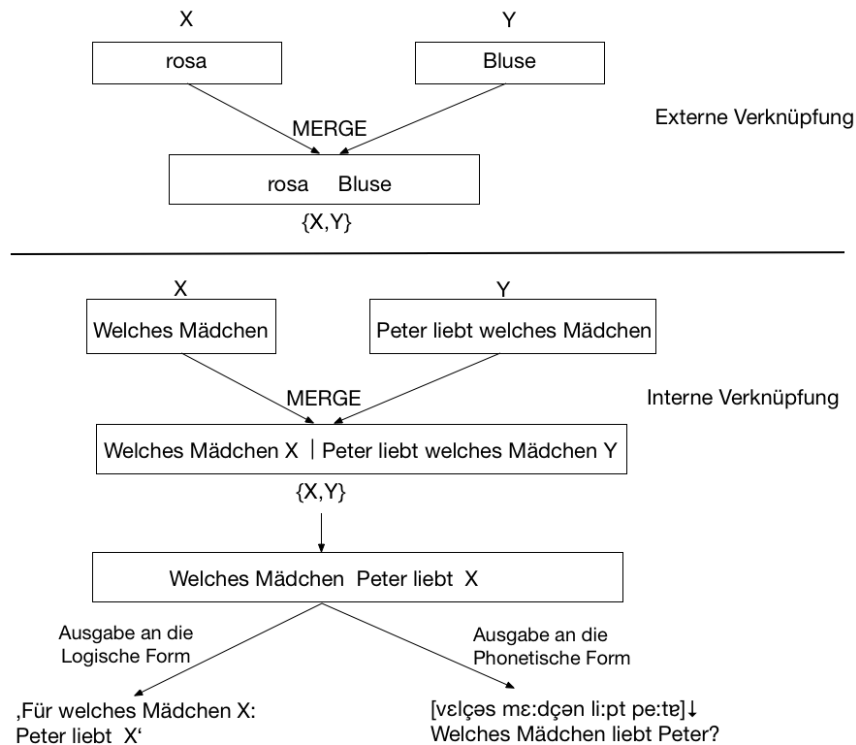 X
Y
rosa
Bluse
MERGE
Externe Verknüpfung
rosa Bluse
{X,Y}
X
Y
Welches Mädchen
Peter liebt welches Mädchen
MERGE
Interne Verknüpfung
Welches Mädchen X | Peter liebt welches Mädchen Y
{X,Y}
Welches Mädchen Peter liebt X
Ausgabe an die
Logische Form
Ausgabe an die
Phonetische Form
‚Für welches Mädchen X:
Peter liebt X‘
[vɛlçəs mɛ:dçən li:pt pe:tɐ]↓
Welches Mädchen liebt Peter?